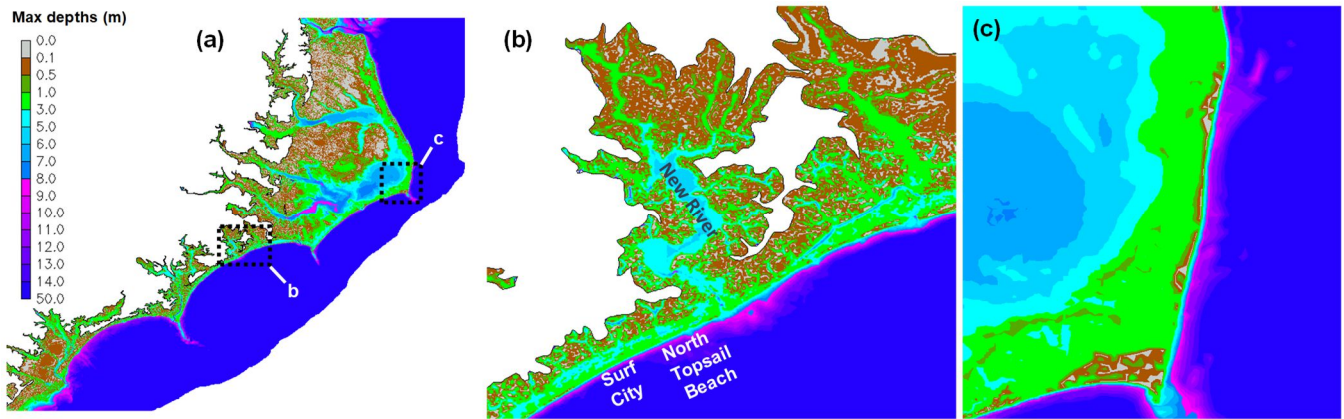 Max depths (m)
0.0
0.1
0.5
1.0
3.0
5.0
6.0
7.0
8.0
9.0
10.0
11.0
12.0
13.0
14.0
50.0
(a)
c
b
(b)
New River
Surf
City
North
Topsail
Beach
(c)